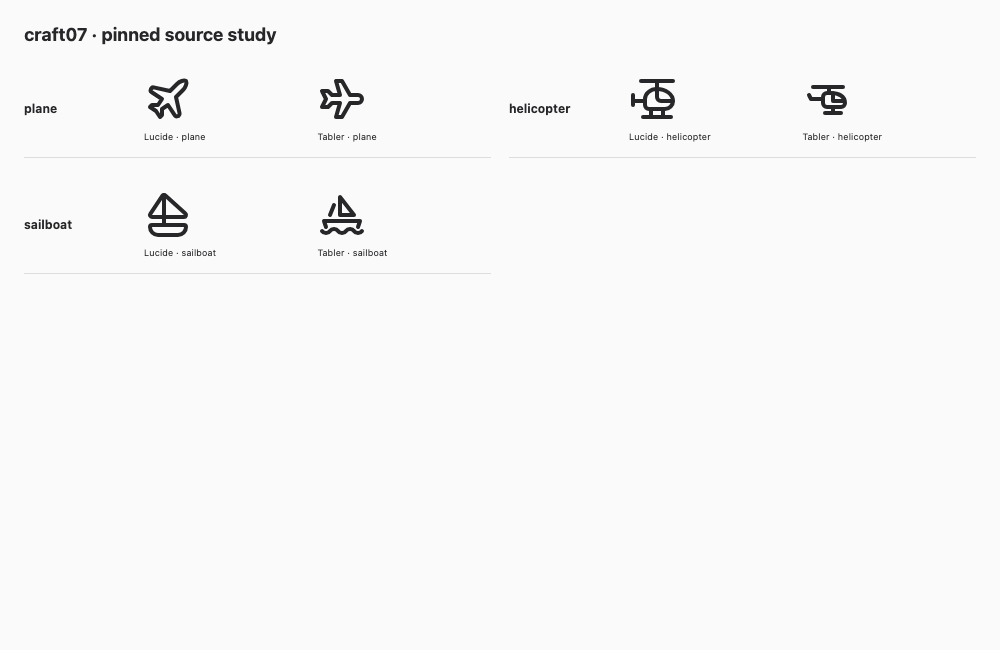 craft07 · pinned source study
plane
Lucide · plane
Tabler · plane
helicopter
Lucide · helicopter
Tabler · helicopter
sailboat
Lucide · sailboat
Tabler · sailboat